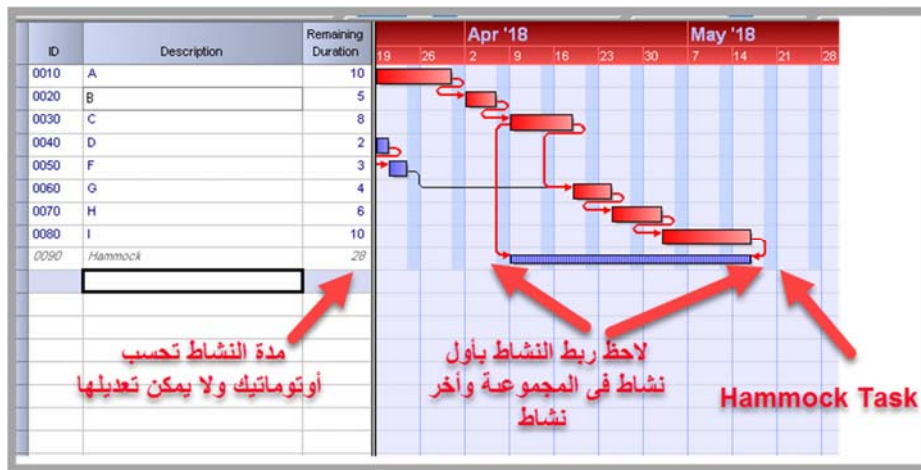 ID Description Remaining Duration
Apr '18 May '18
19 26 2 9 16 23 30 7 14 21 28
0010 A 10
0020 B 5
0030 C 8
0040 D 2
0050 F 3
0060 G 4
0070 H 6
0080 I 10
0090 Hammock 28
مدة النشاط تحسب
أوتوماتيك ولا يمكن تعديلها
لاحظ ربط النشاط بأول
نشاط فى المجموعة وأخر
نشاط
Hammock Task